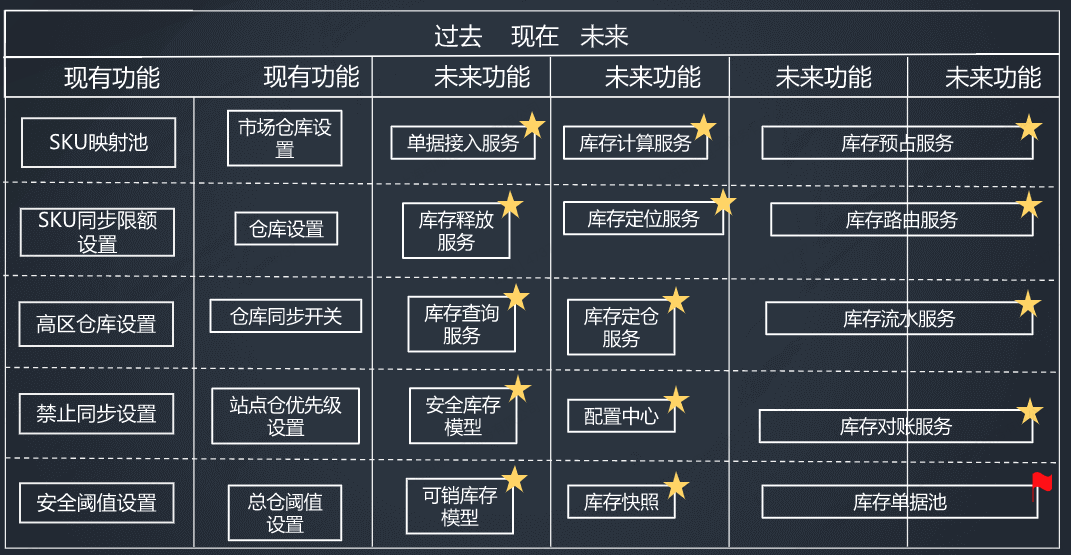 过去 现在 未来
现有功能 现有功能 未来功能 未来功能 未来功能 未来功能
SKU映射池
市场仓库设
置
单据接入服务
库存计算服务
库存预占服务
SKU同步限额
设置
仓库设置
库存释放
服务
库存定位服务
库存路由服务
高区仓库设置
仓库同步开关
库存查询
服务
库存定仓
服务
库存流水服务
禁止同步设置
站点仓优先级
设置
安全库存
模型
配置中心
库存对账服务
安全阈值设置
总仓阈值
设置
可销库存
模型
库存快照
库存单据池